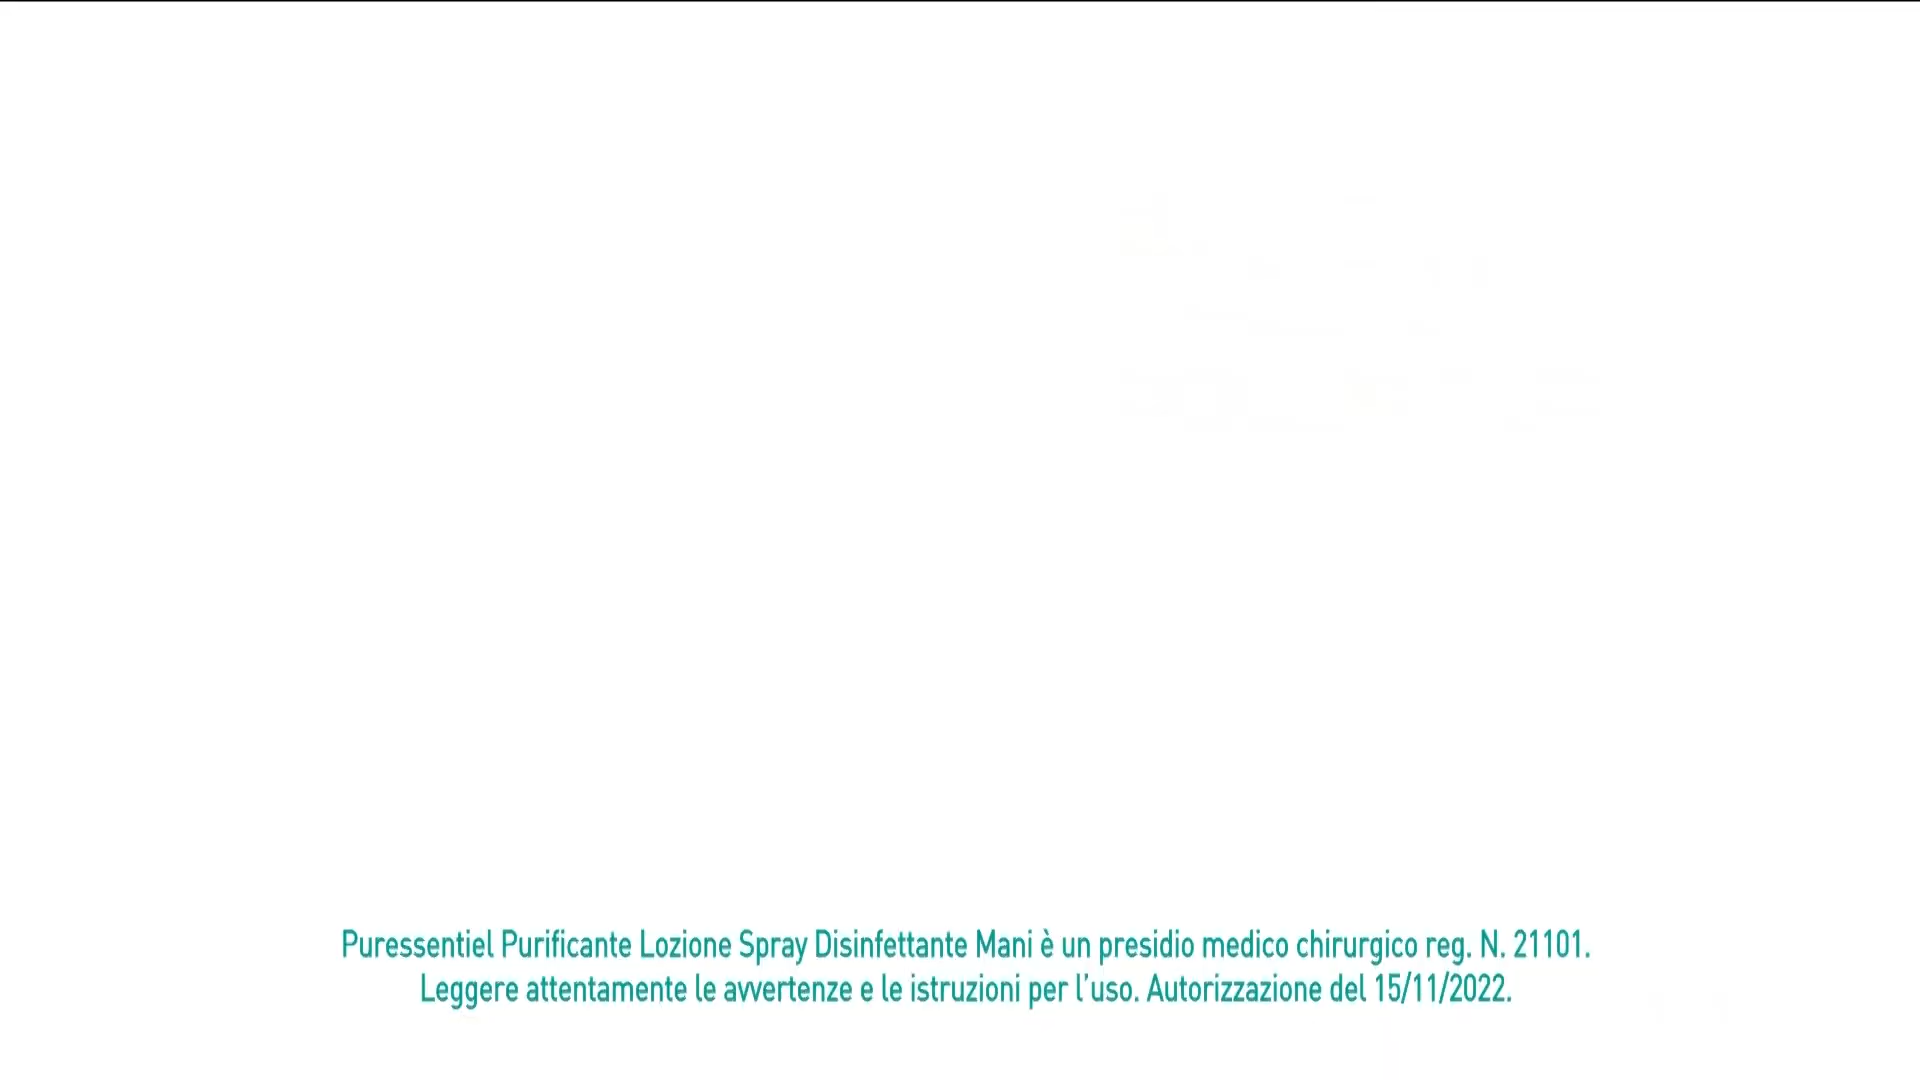 Puressentiel Purificante Lozione Spray Disinfettante Mani è un presidio medico chirurgico reg. N. 21101.
Leggere attentamente le avvertenze e le istruzioni per l’uso. Autorizzazione del 15/11/2022.